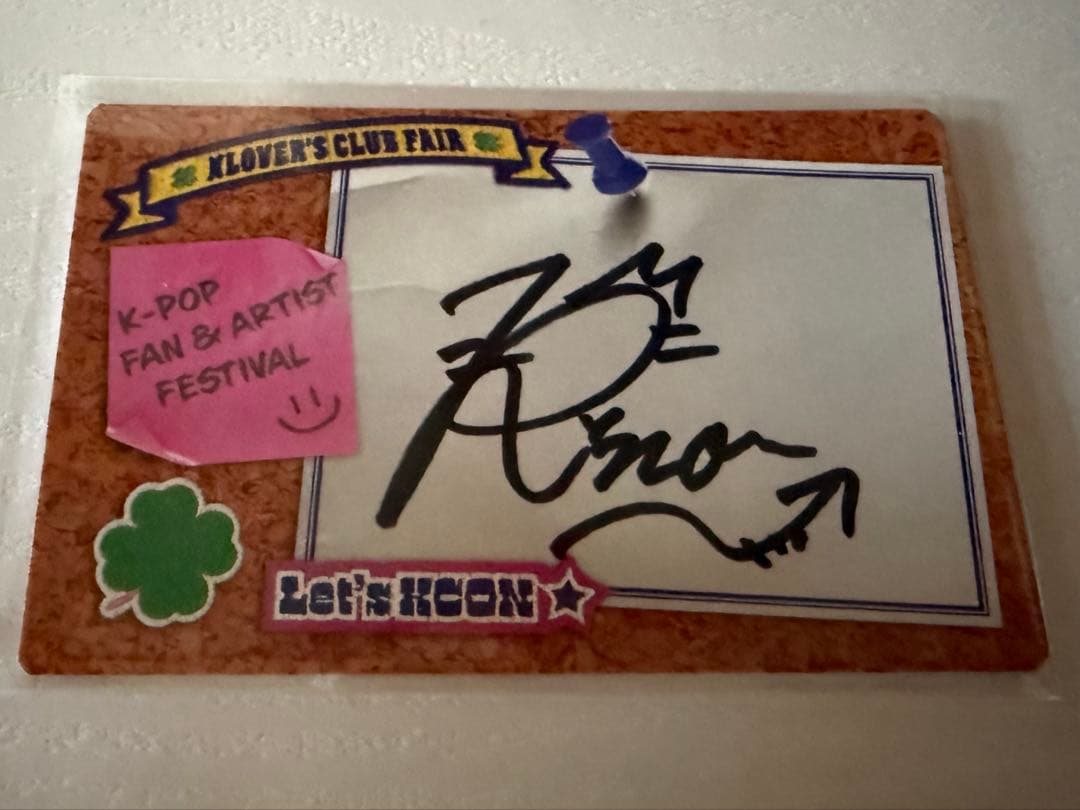 KLOVER'S CLUB FAIR
K-POP
FAN & ARTIST
FESTIVAL
Let's KCON